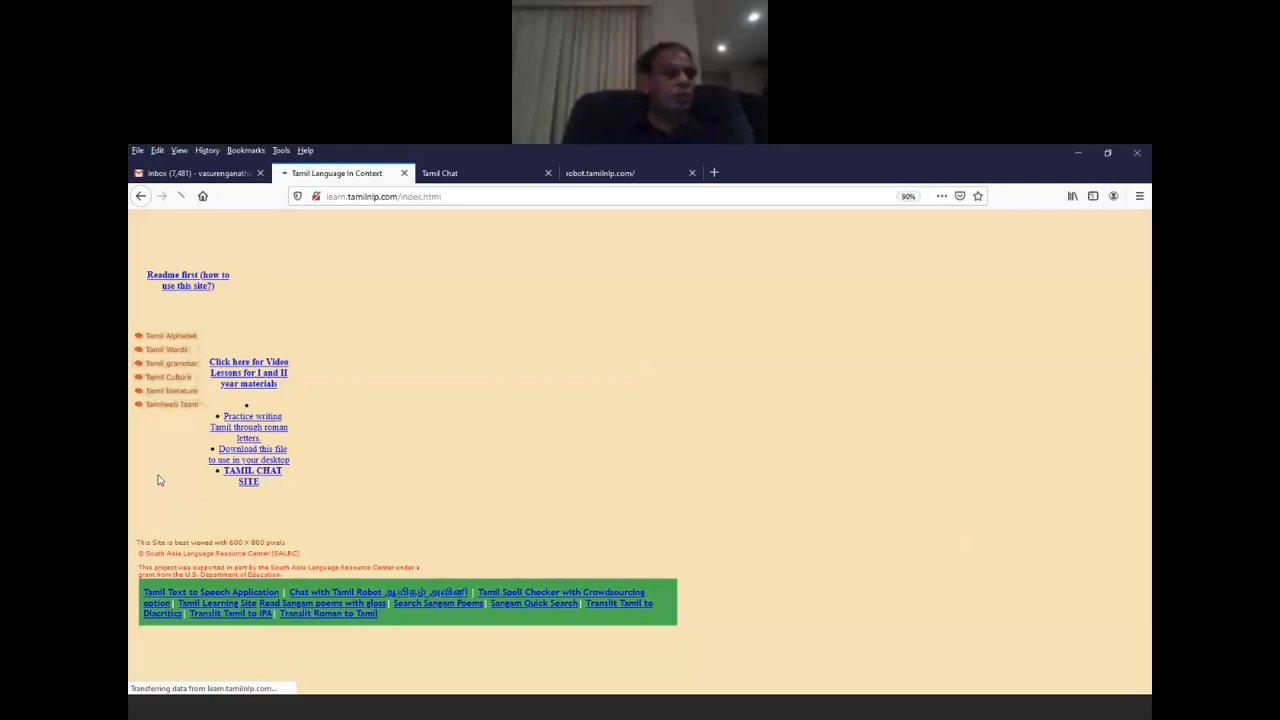 File Edit View History Bookmarks Tools Help
Inbox (7,481) - vasurenganath
Tamil Language in Context
Tamil Chat
robot.tamilnlp.com/
learn.tamilnlp.com/index.html
90%
Readme first (how to
use this site?)
Tamil Alphabet
Tamil Words
Tamil grammar
Tamil Culture
Tamil literature
Tamilweb Team
Click here for Video
Lessons for I and II
year materials
Practice writing
Tamil through roman
letters.
Download this file
to use in your desktop
TAMIL CHAT
SITE
This Site is best viewed with 600 X 800 pixels
© South Asia Language Resource Center (SALRC)
This project was supported in part by the South Asia Language Resource Center under a
grant from the U.S. Department of Education.
Tamil Text to Speech Application | Chat with Tamil Robot | Tamil Spell Checker with Crowdsourcing
option | Tamil Learning Site Read Sangam poems with gloss | Search Sangam Poems | Sangam Quick Search | Translit Tamil to
Diacritics | Translit Tamil to IPA | Translit Roman to Tamil
Transferring data from learn.tamilnlp.com...